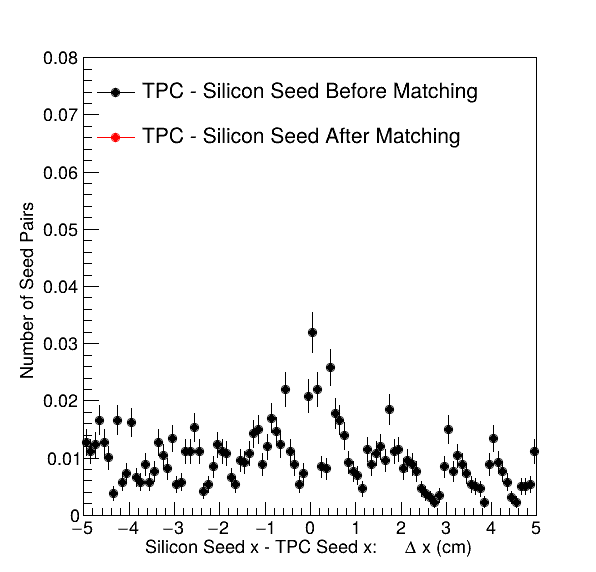 0.08
TPC - Silicon Seed Before Matching
0.07
TPC - Silicon Seed After Matching
0.06
0.05
0.04
0.03
0.02
0.01
0
Number of Seed Pairs
−5 −4 −3 −2 −1 0 1 2 3 4 5
Silicon Seed x - TPC Seed x: Δ x (cm)